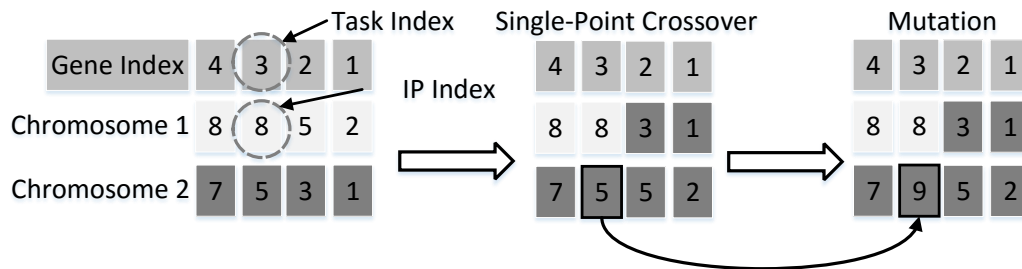 Task Index
Single-Point Crossover
Mutation
Gene Index 4 3 2 1
4 3 2 1
4 3 2 1
IP Index
Chromosome 1 8 8 5 2
8 8 3 1
8 8 3 1
Chromosome 2 7 5 3 1
7 5 5 2
7 9 5 2